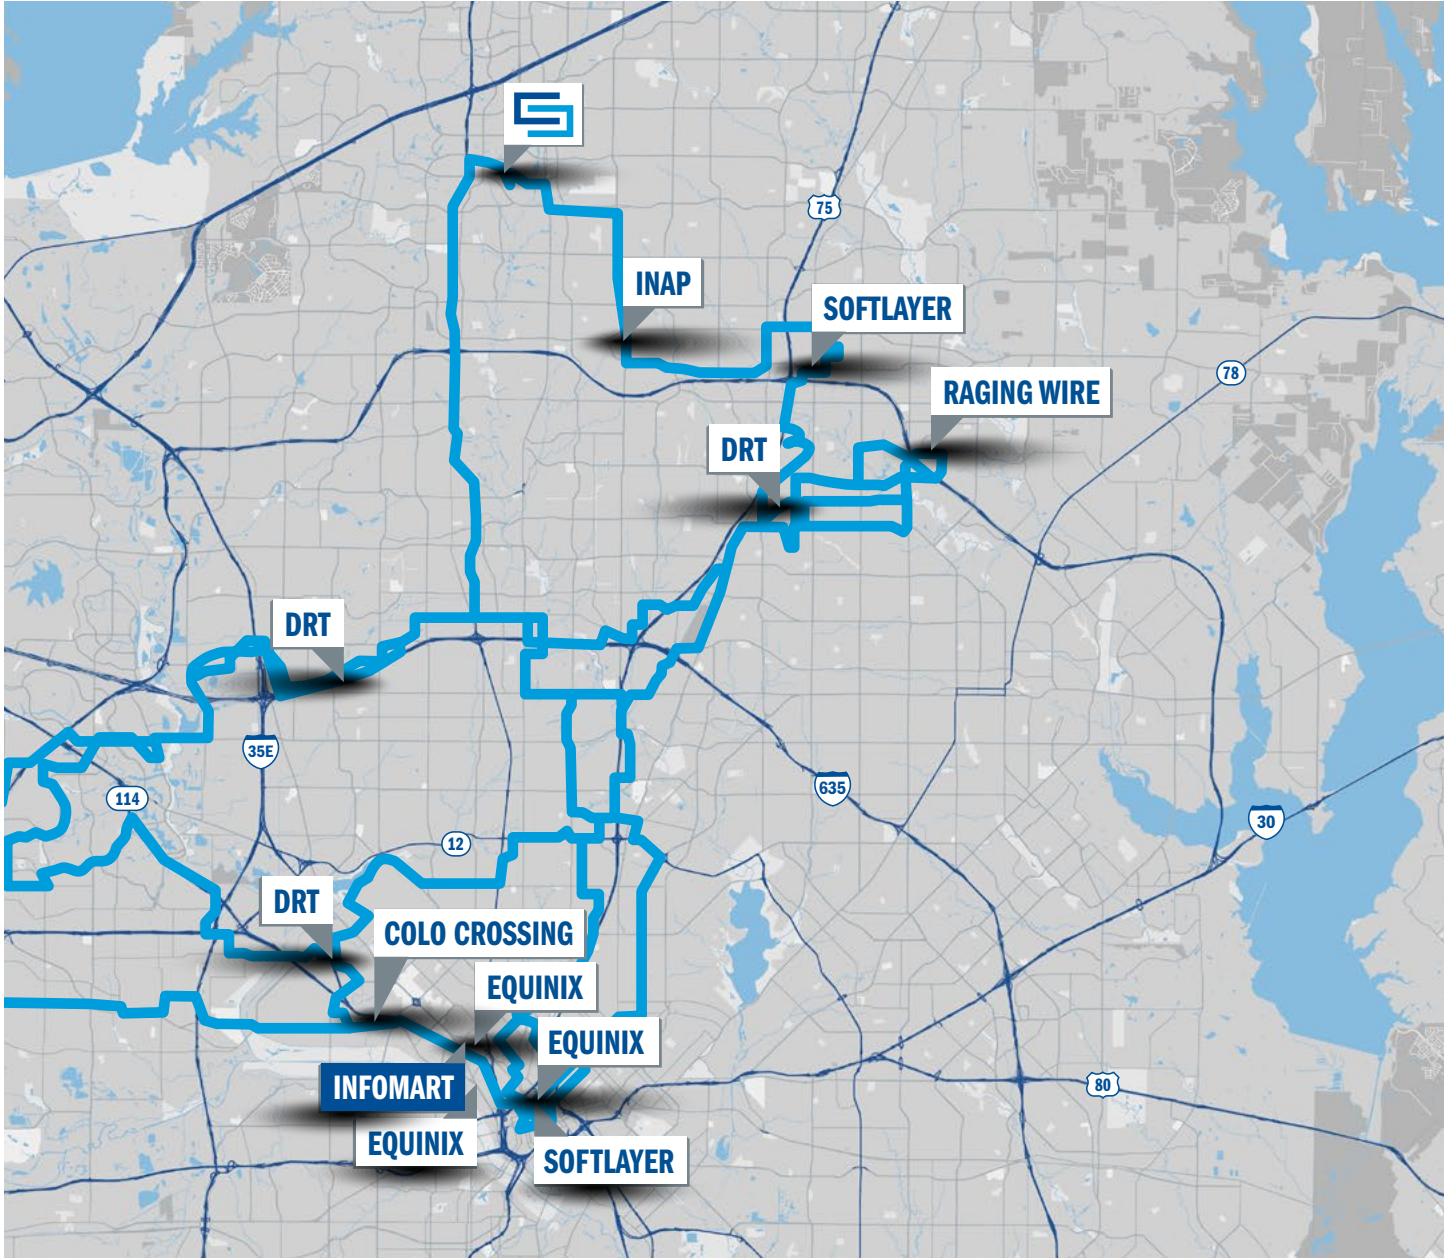 75
INAP
SOFTLAYER
78
RAGING WIRE
DRT
DRT
35E
114
635
30
12
DRT
COLO CROSSING
EQUINIX
EQUINIX
INFOMART
80
EQUINIX
SOFTLAYER